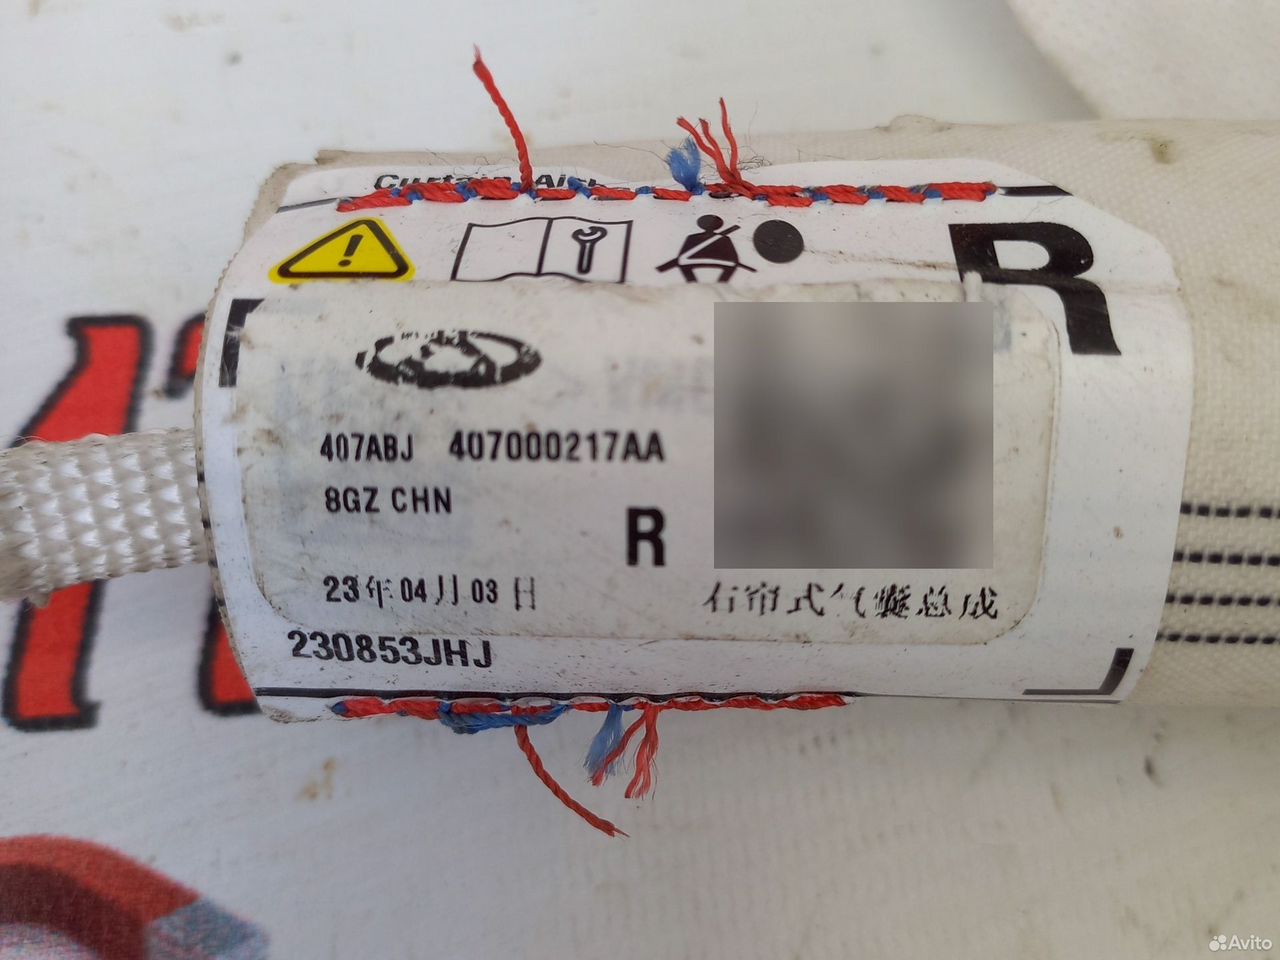 Curtain Airb
R
407ABJ 407000217AA
8GZ CHN
R
23年04月03日
右帘式气囊总成
230853JHJ
Avito